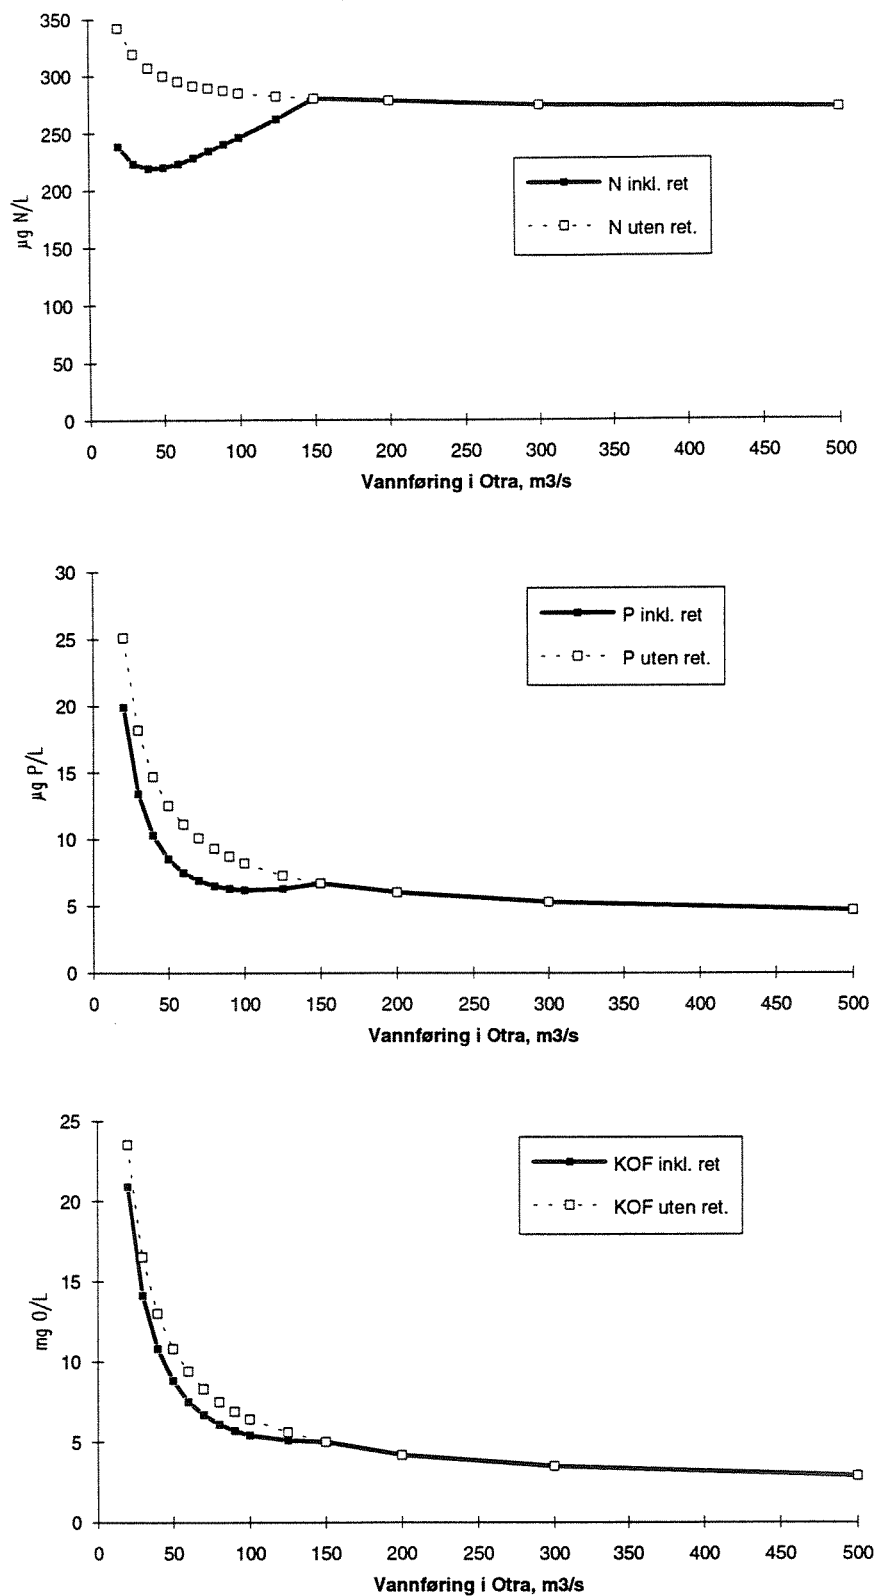 350
300
250
200
150
100
50
0
µg N/L
N inkl. ret
N uten ret.
0 50 100 150 200 250 300 350 400 450 500
Vannføring i Otra, m3/s
30
25
20
15
10
5
0
µg P/L
P inkl. ret
P uten ret.
0 50 100 150 200 250 300 350 400 450 500
Vannføring i Otra, m3/s
25
20
15
10
5
0
mg O/L
KOF inkl. ret
KOF uten ret.
0 50 100 150 200 250 300 350 400 450 500
Vannføring i Otra, m3/s